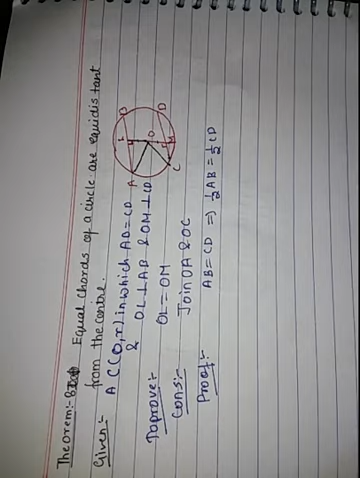 Theorem:- Equal chords of a circle are equidistant
from the centre.
Given:- A C(O,r) in which AB=CD
& OL⊥AB & OM⊥CD
To prove:- OL=OM
Cons:- Join OA & OC
Proof:- AB=CD ⇒ ½AB=½CD
A
B
L
O
D
M
C